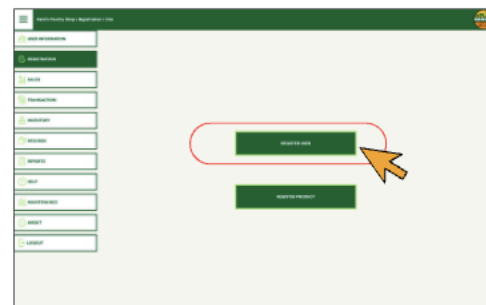 USER INFORMATION
REGISTRATION
SALES
TRANSACTION
INVENTORY
RECORDS
REPORTS
HELP
MAINTENANCE
ABOUT
LOGOUT
REGISTER USER
REGISTER PRODUCT